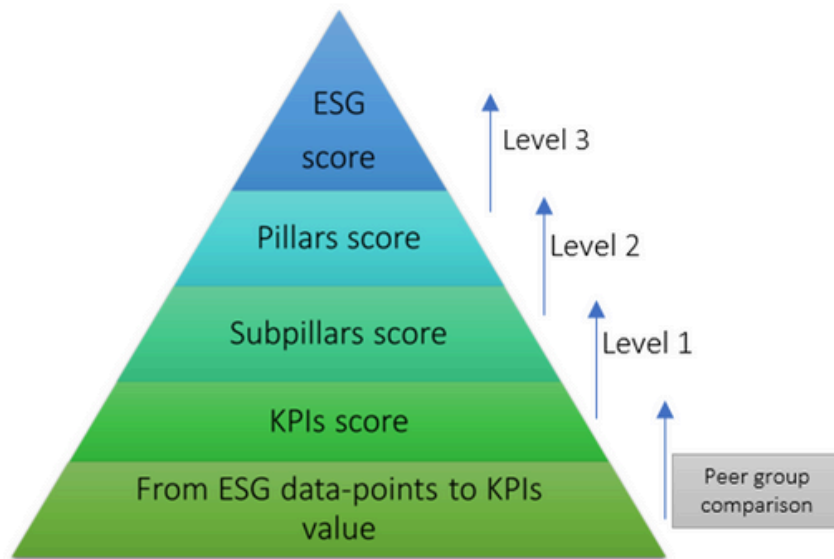 ESG
score
Level 3
Pillars score
Level 2
Subpillars score
Level 1
KPIs score
From ESG data-points to KPIs
value
Peer group
comparison